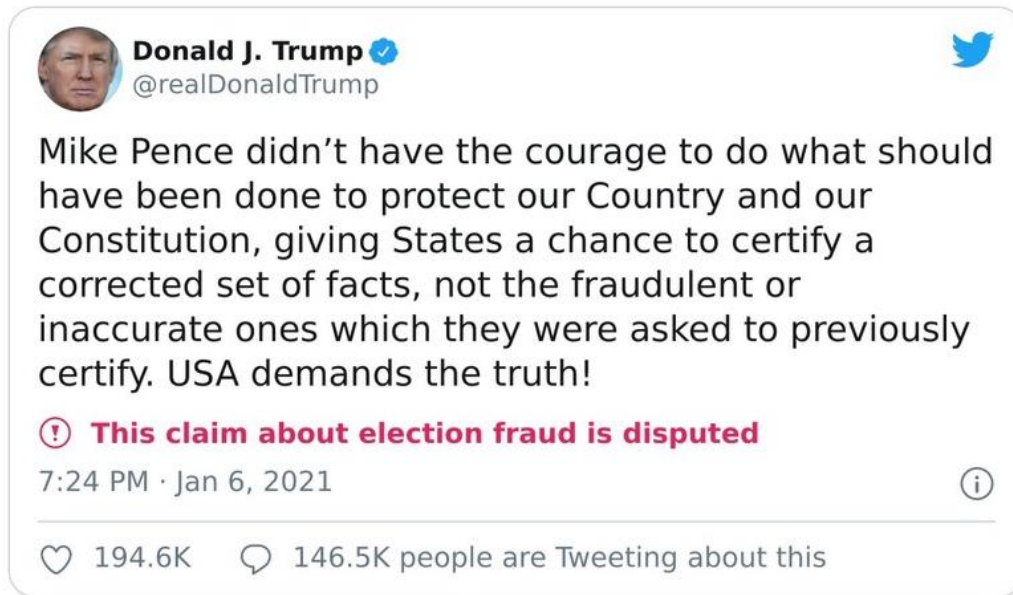 Donald J. Trump
@realDonaldTrump
Mike Pence didn’t have the courage to do what should
have been done to protect our Country and our
Constitution, giving States a chance to certify a
corrected set of facts, not the fraudulent or
inaccurate ones which they were asked to previously
certify. USA demands the truth!
This claim about election fraud is disputed
7:24 PM · Jan 6, 2021
194.6K 146.5K people are Tweeting about this